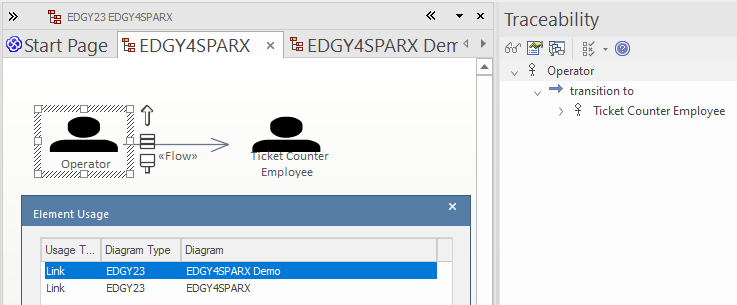 EDGY23 EDGY4SPARX
Start Page
EDGY4SPARX
EDGY4SPARX Dem
Operator
«Flow»
Ticket Counter
Employee
Element Usage
Usage T...
Diagram Type
Diagram
Link
EDGY23
EDGY4SPARX Demo
Link
EDGY23
EDGY4SPARX
Traceability
Operator
transition to
Ticket Counter Employee